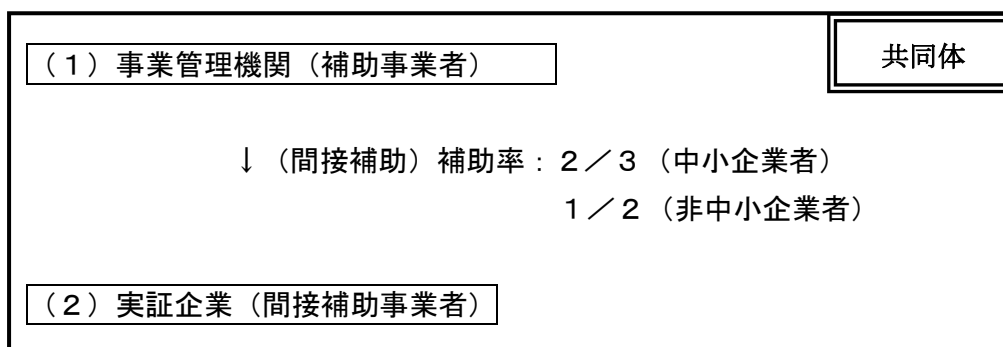 共同体
（１）事業管理機関（補助事業者）
↓（間接補助）補助率：２／３（中小企業者）
１／２（非中小企業者）
（２）実証企業（間接補助事業者）